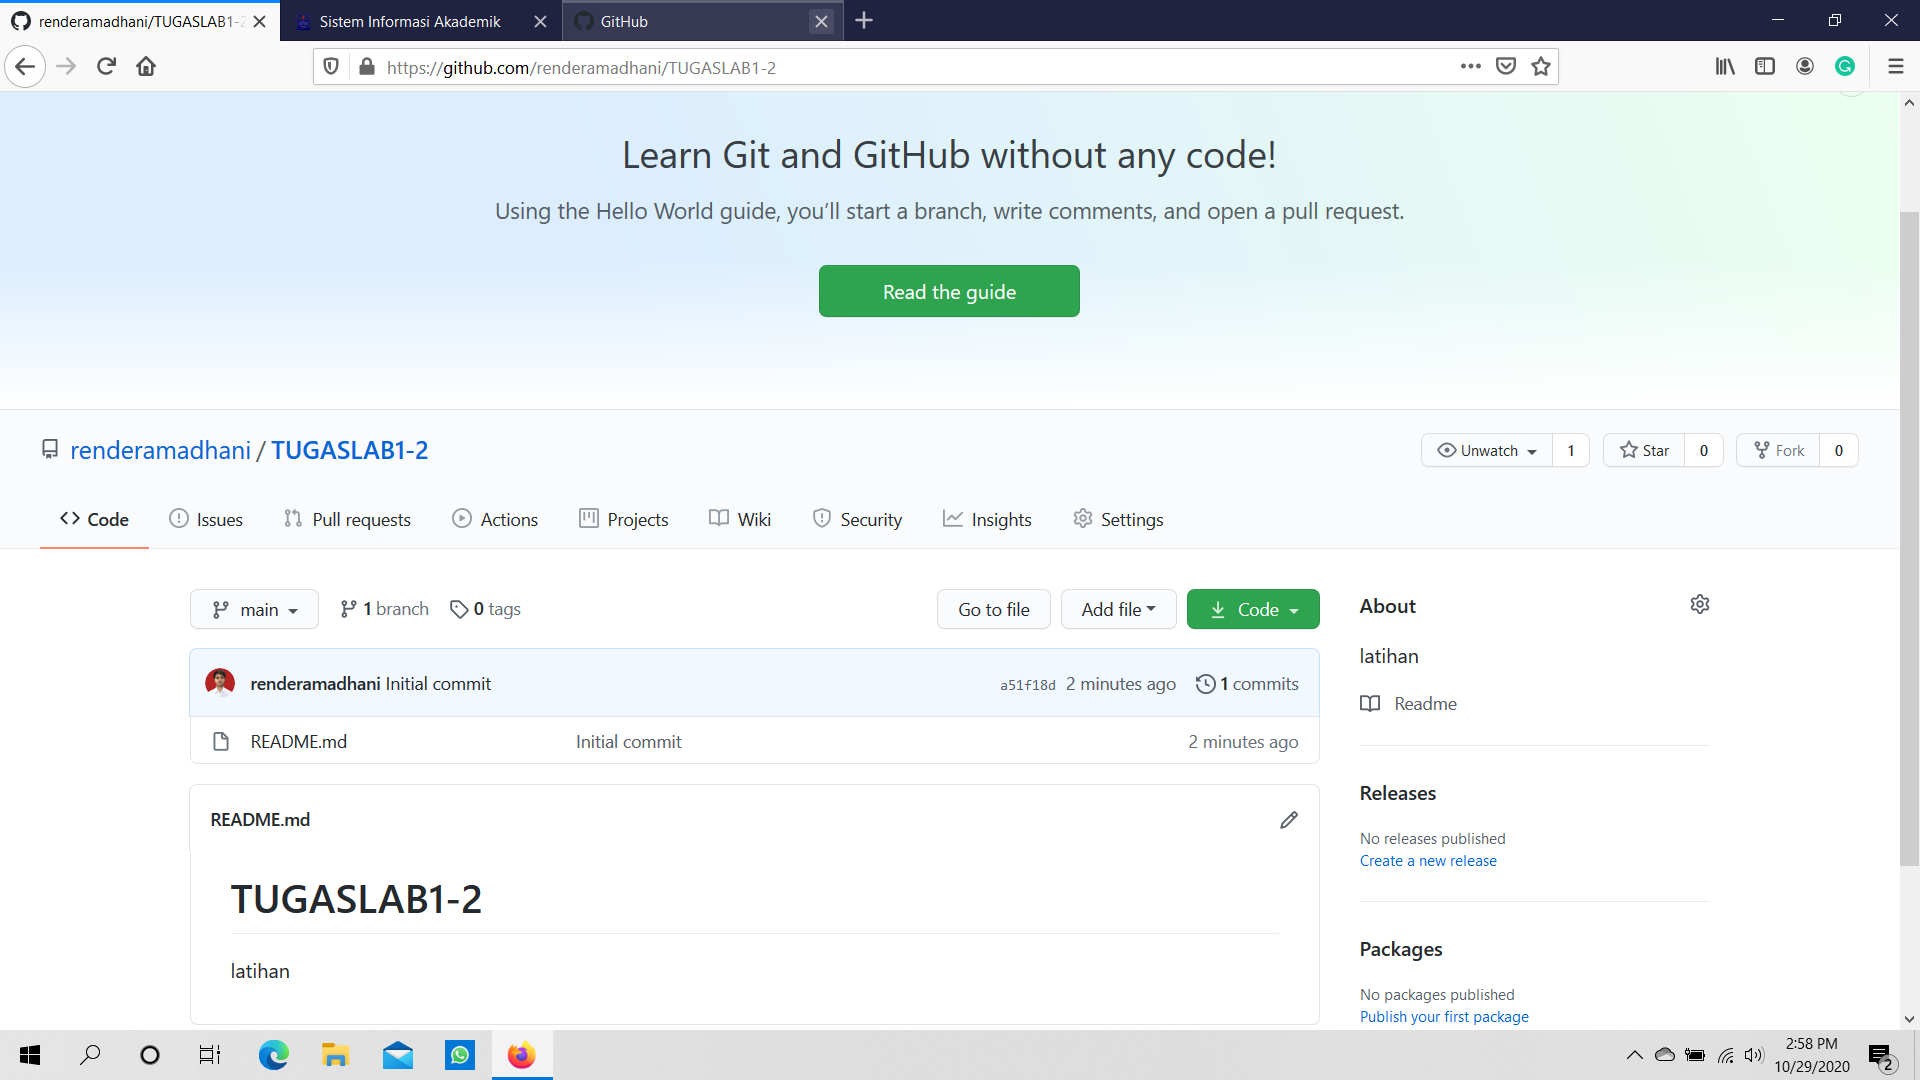 renderamadhani/TUGASLAB1-2
Sistem Informasi Akademik
GitHub
https://github.com/renderamadhani/TUGASLAB1-2
Learn Git and GitHub without any code!
Using the Hello World guide, you’ll start a branch, write comments, and open a pull request.
Read the guide
renderamadhani / TUGASLAB1-2
Unwatch 1
Star 0
Fork 0
Code
Issues
Pull requests
Actions
Projects
Wiki
Security
Insights
Settings
main
1 branch
0 tags
Go to file
Add file
Code
renderamadhani Initial commit
a51f18d 2 minutes ago
1 commits
README.md Initial commit 2 minutes ago
README.md
TUGASLAB1-2
latihan
About
latihan
Readme
Releases
No releases published
Create a new release
Packages
No packages published
Publish your first package
2:58 PM
10/29/2020
2